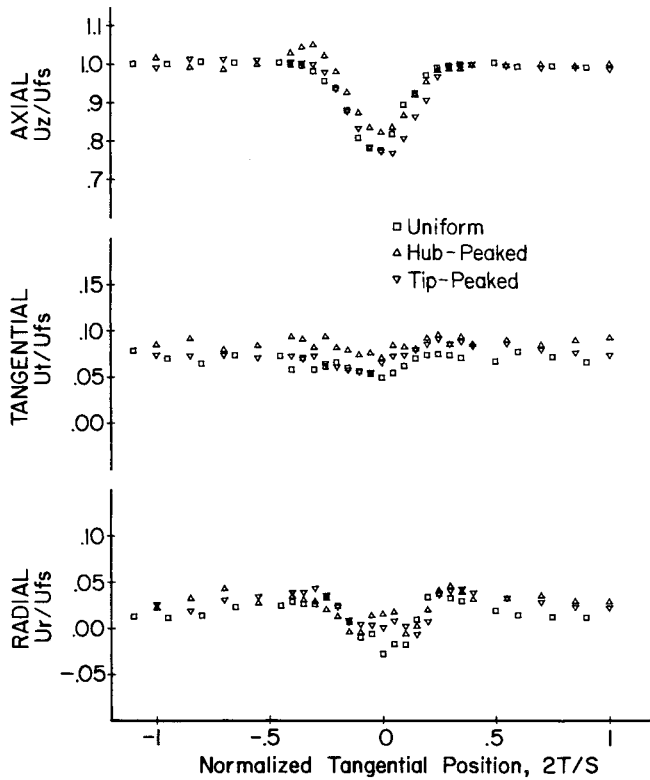 AXIAL
Uz/Ufs
1.1
1.0
.9
.8
.7
□ Uniform
△ Hub-Peaked
▽ Tip-Peaked
TANGENTIAL
Ut/Ufs
.15
.10
.05
.00
RADIAL
Ur/Ufs
.10
.05
.00
-.05
-1
-.5
0
.5
1
Normalized Tangential Position, 2T/S